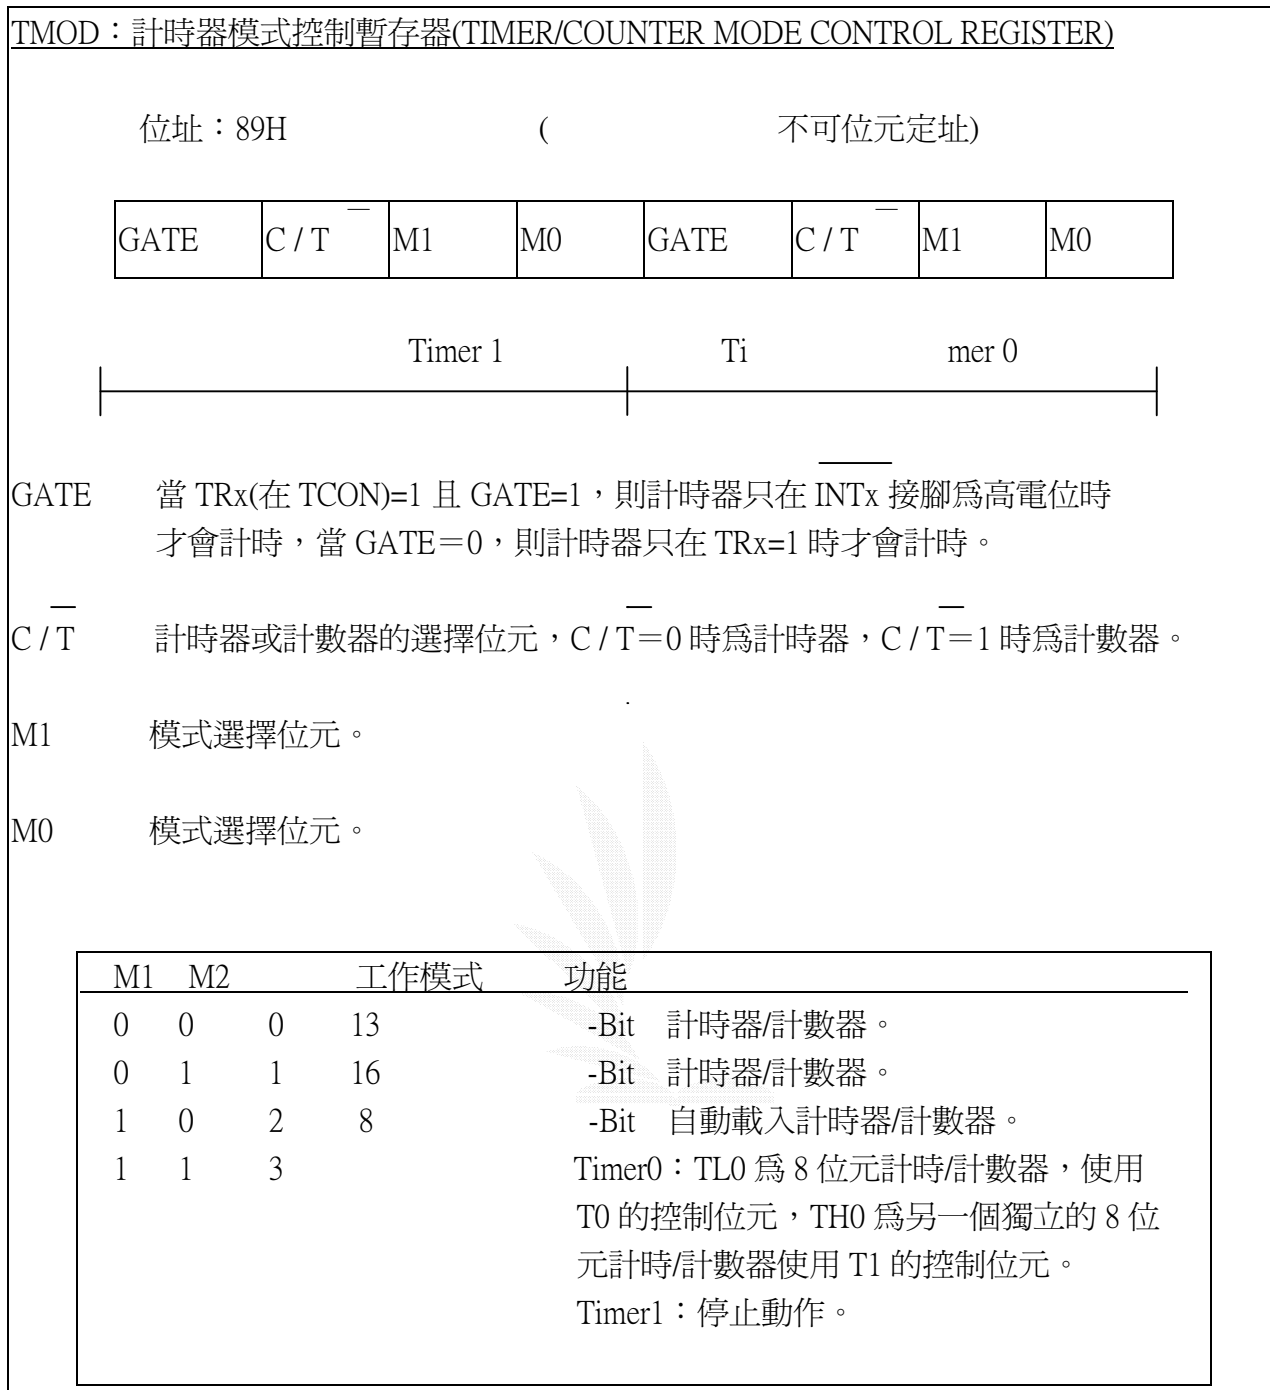 TMOD：計時器模式控制暫存器(TIMER/COUNTER MODE CONTROL REGISTER)
位址：89H ( 不可位元定址)
GATE C / T̅ M1 M0 GATE C / T̅ M1 M0
Timer 1 Ti mer 0
GATE 當 TRx(在 TCON)=1 且 GATE=1，則計時器只在 I̅N̅T̅x̅ 接腳爲高電位時
才會計時，當 GATE＝0，則計時器只在 TRx=1 時才會計時。
C / T̅ 計時器或計數器的選擇位元，C / T̅＝0 時爲計時器，C / T̅＝1 時爲計數器。
M1 模式選擇位元。
M0 模式選擇位元。
M1 M2 工作模式 功能
0 0 0 13 -Bit 計時器/計數器。
0 1 1 16 -Bit 計時器/計數器。
1 0 2 8 -Bit 自動載入計時器/計數器。
1 1 3 Timer0：TL0 爲 8 位元計時/計數器，使用
T0 的控制位元，TH0 爲另一個獨立的 8 位
元計時/計數器使用 T1 的控制位元。
Timer1：停止動作。